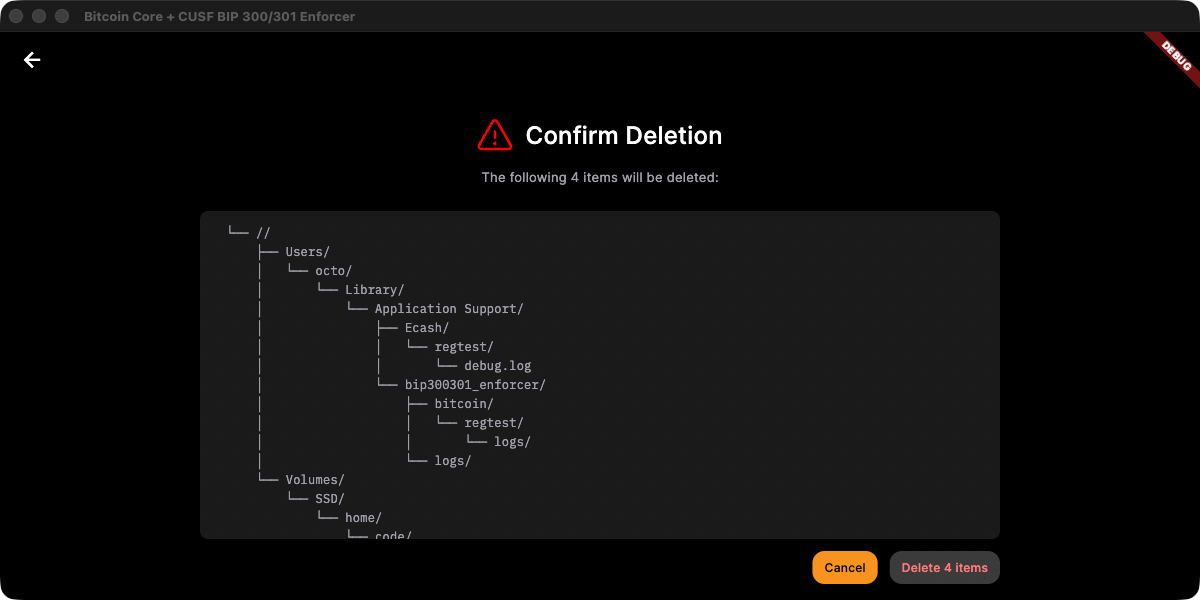 Bitcoin Core + CUSF BIP 300/301 Enforcer
DEBUG
Confirm Deletion
The following 4 items will be deleted:
└── //
├── Users/
│ └── octo/
│ └── Library/
│ └── Application Support/
│ ├── Ecash/
│ │ └── regtest/
│ │ └── debug.log
│ └── bip300301_enforcer/
│ ├── bitcoin/
│ │ └── regtest/
│ │ └── logs/
│ └── logs/
└── Volumes/
└── SSD/
└── home/
└── code/
Cancel
Delete 4 items